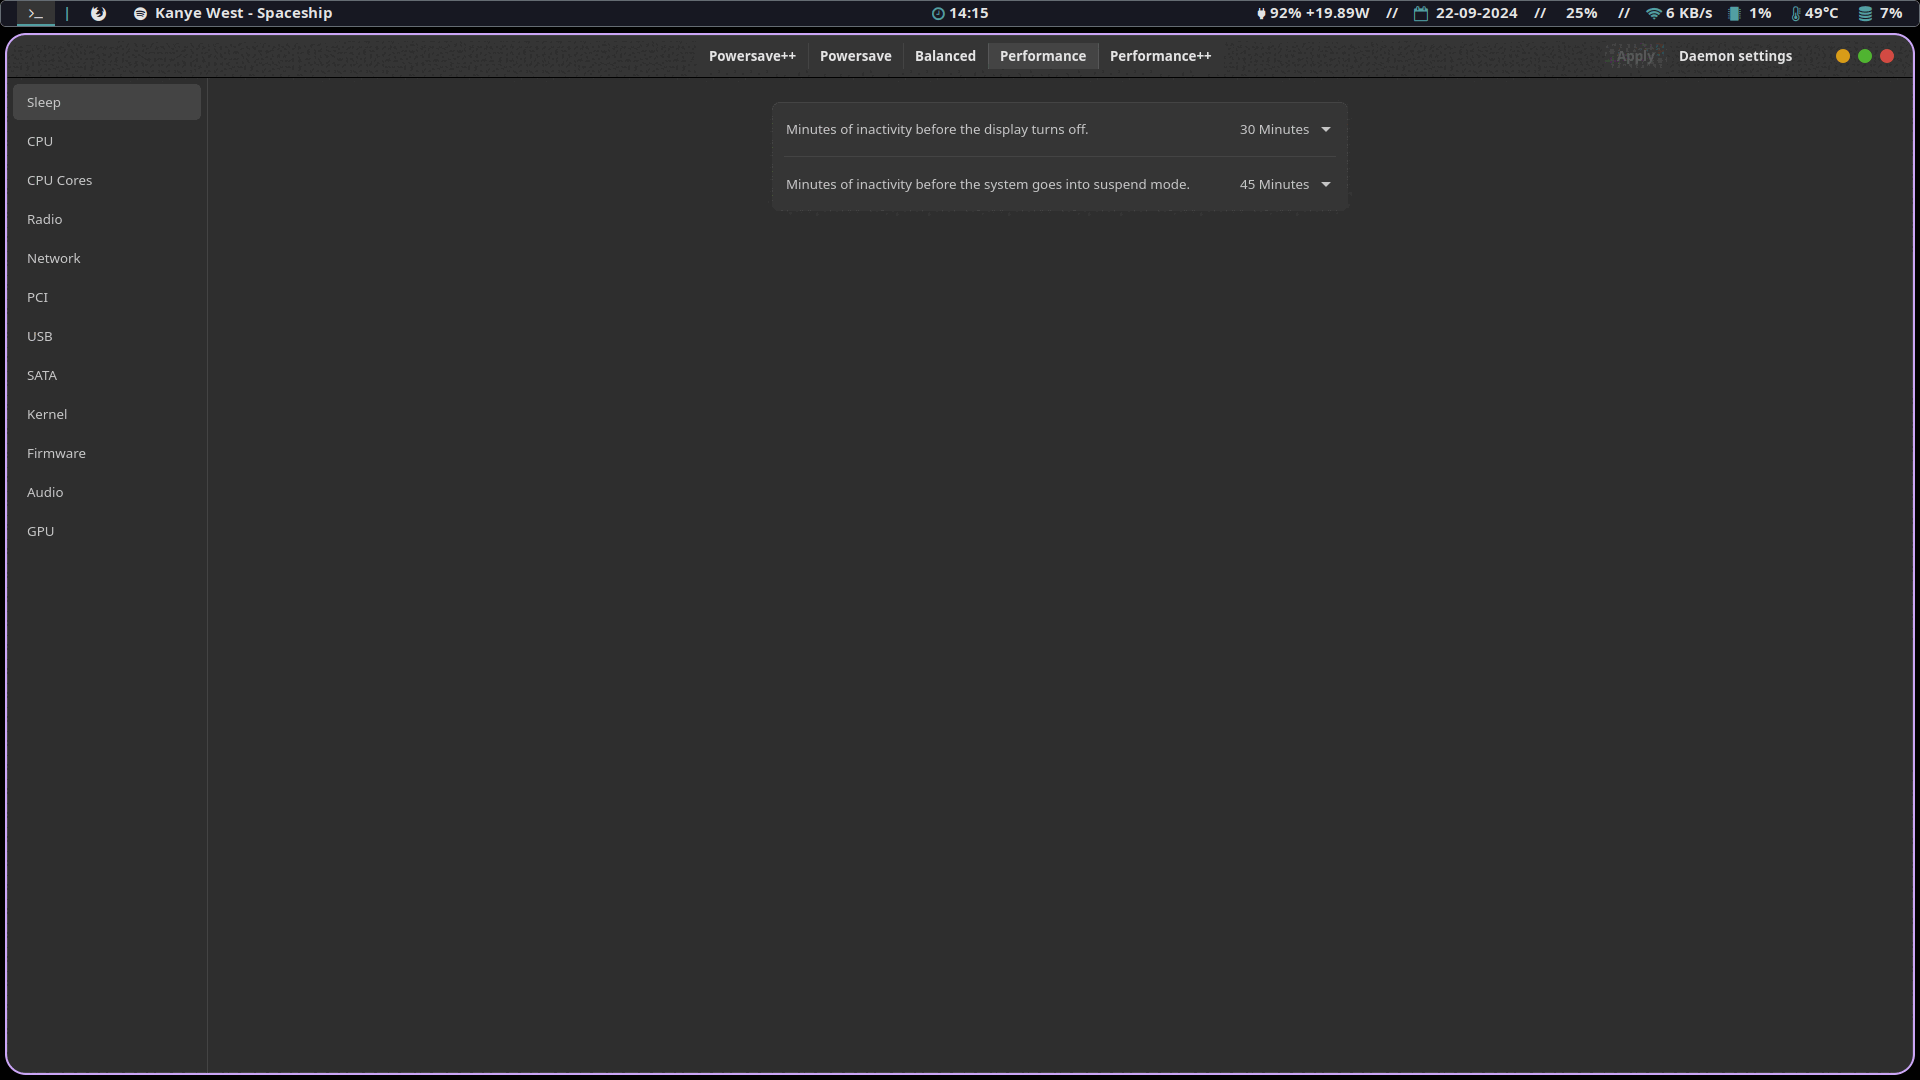 >_ | Kanye West - Spaceship 14:15 92% +19.89W // 22-09-2024 // 25% // 6 KB/s 1% 49°C 7%
Powersave++ Powersave Balanced Performance Performance++ Apply Daemon settings
Sleep
CPU
CPU Cores
Radio
Network
PCI
USB
SATA
Kernel
Firmware
Audio
GPU
Minutes of inactivity before the display turns off. 30 Minutes
Minutes of inactivity before the system goes into suspend mode. 45 Minutes